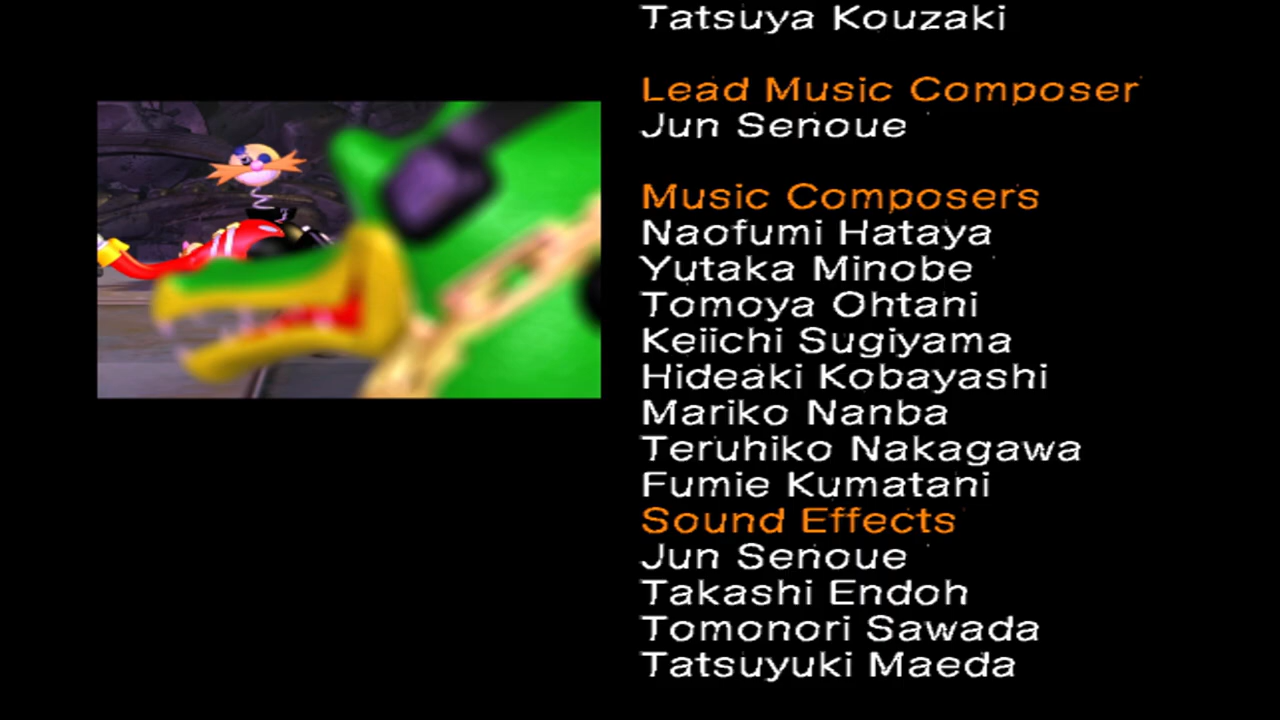 Tatsuya Kouzaki
Lead Music Composer
Jun Senoue
Music Composers
Naofumi Hataya
Yutaka Minobe
Tomoya Ohtani
Keiichi Sugiyama
Hideaki Kobayashi
Mariko Nanba
Teruhiko Nakagawa
Fumie Kumatani
Sound Effects
Jun Senoue
Takashi Endoh
Tomonori Sawada
Tatsuyuki Maeda